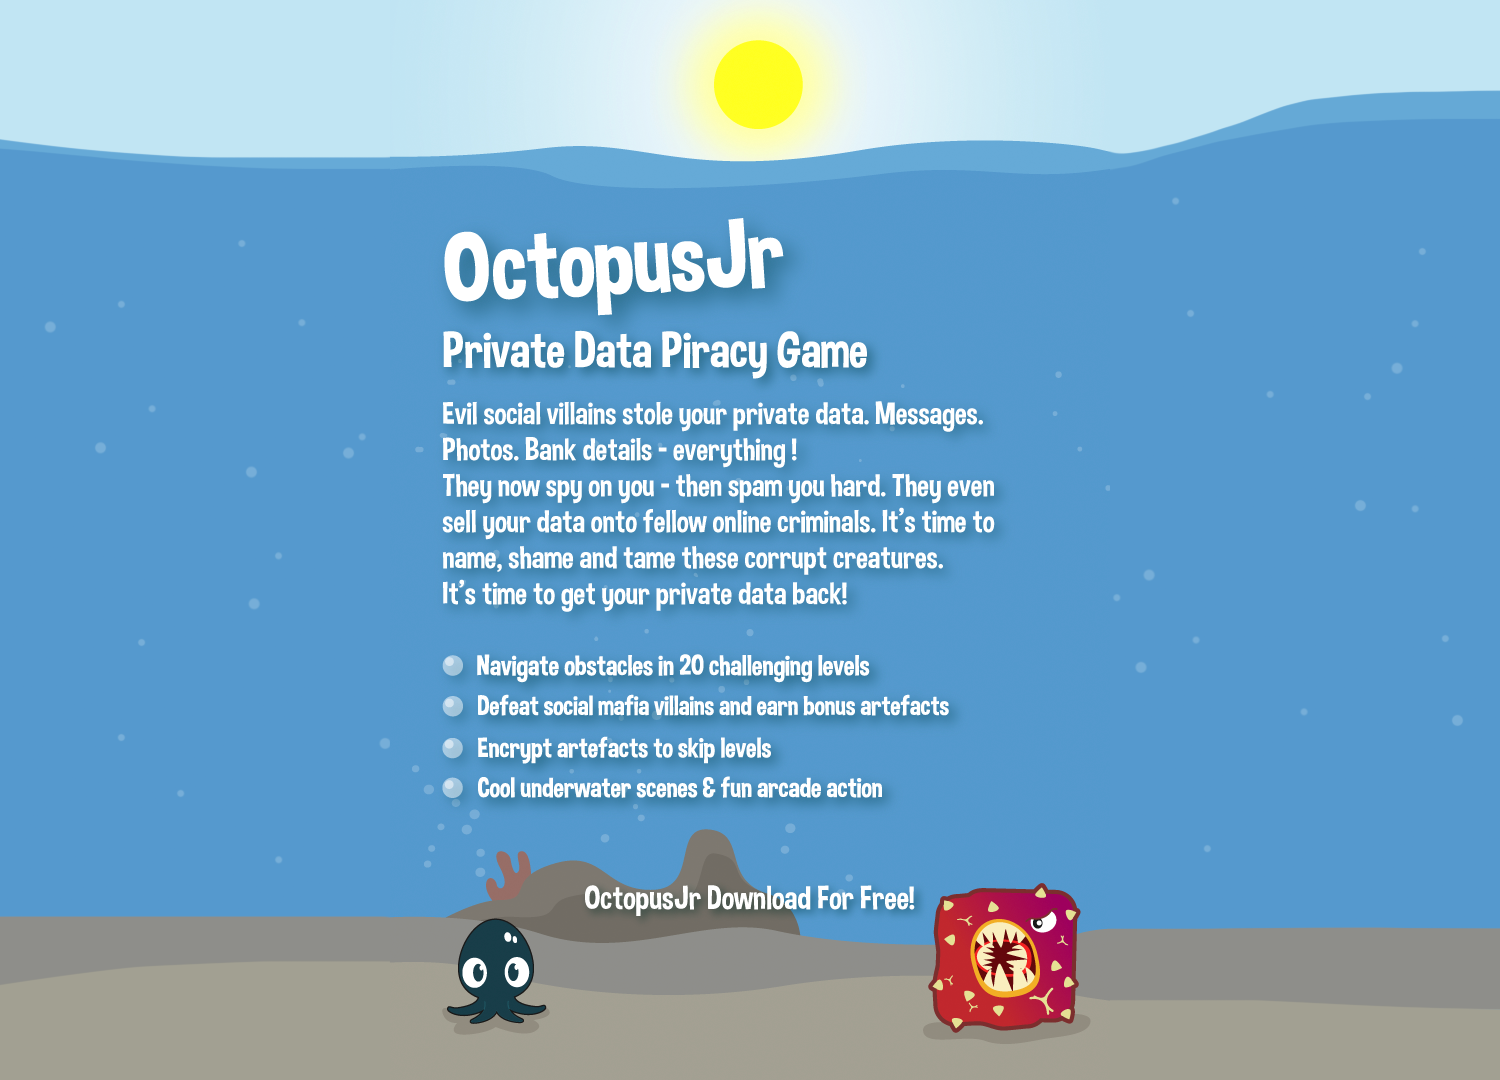 OctopusJr
Private Data Piracy Game
Evil social villains stole your private data. Messages.
Photos. Bank details - everything !
They now spy on you - then spam you hard. They even
sell your data onto fellow online criminals. It's time to
name, shame and tame these corrupt creatures.
It's time to get your private data back!
Navigate obstacles in 20 challenging levels
Defeat social mafia villains and earn bonus artefacts
Encrypt artefacts to skip levels
Cool underwater scenes & fun arcade action
OctopusJr Download For Free!